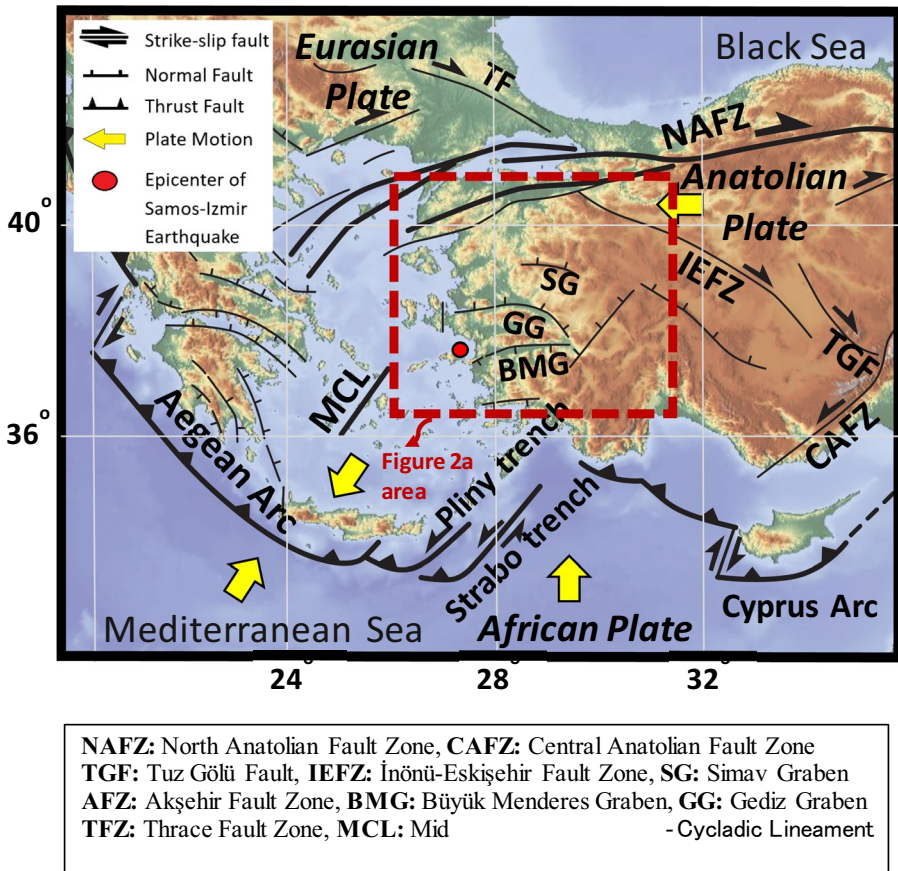 Strike-slip fault
Normal Fault
Thrust Fault
Plate Motion
Epicenter of
Samos-Izmir
Earthquake
Eurasian
Plate
TF
Black Sea
NAFZ
Anatolian
Plate
IEFZ
SG
GG
BMG
TGF
CAFZ
MCL
Aegean Arc
Figure 2a
area
Pliny trench
Strabo trench
Cyprus Arc
Mediterranean Sea
African Plate
40°
36°
24° 28° 32°
NAFZ: North Anatolian Fault Zone, CAFZ: Central Anatolian Fault Zone
TGF: Tuz Gölü Fault, IEFZ: İnönü-Eskişehir Fault Zone, SG: Simav Graben
AFZ: Akşehir Fault Zone, BMG: Büyük Menderes Graben, GG: Gediz Graben
TFZ: Thrace Fault Zone, MCL: Mid -Cycladic Lineament